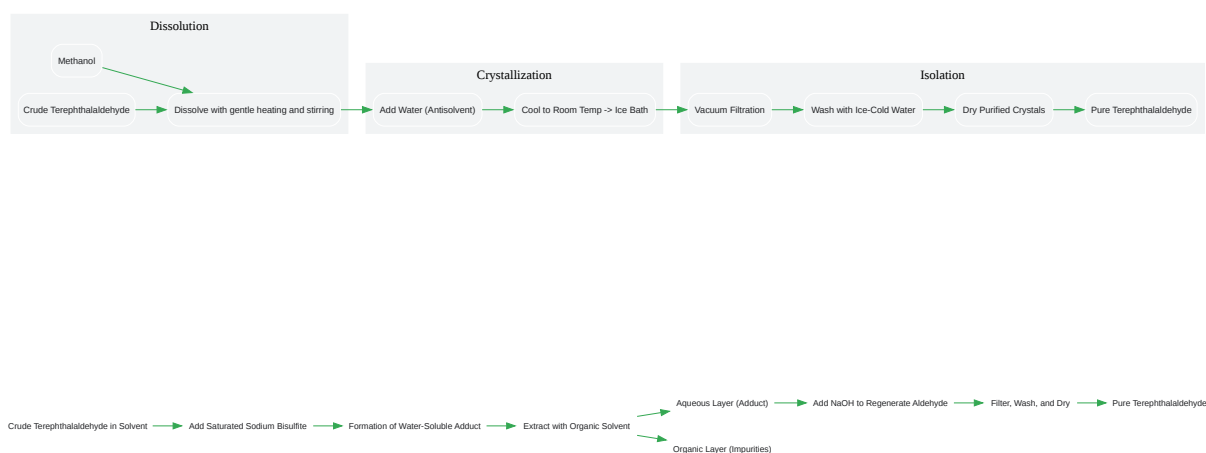 Dissolution
Methanol
Crude Terephthalaldehyde
Dissolve with gentle heating and stirring
Crystallization
Add Water (Antisolvent)
Cool to Room Temp -> Ice Bath
Isolation
Vacuum Filtration
Wash with Ice-Cold Water
Dry Purified Crystals
Pure Terephthalaldehyde
Crude Terephthalaldehyde in Solvent
Add Saturated Sodium Bisulfite
Formation of Water-Soluble Adduct
Extract with Organic Solvent
Aqueous Layer (Adduct)
Add NaOH to Regenerate Aldehyde
Filter, Wash, and Dry
Pure Terephthalaldehyde
Organic Layer (Impurities)